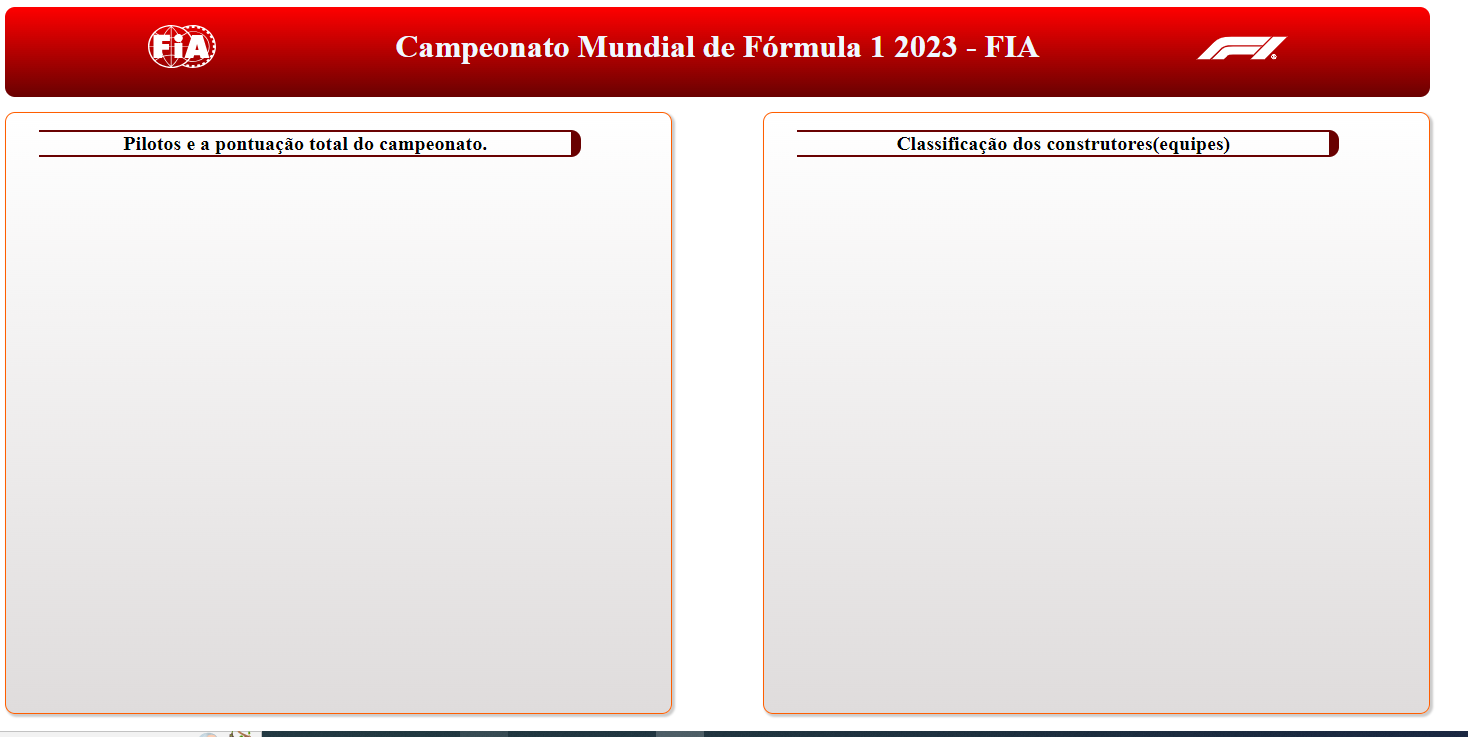 FiA
Campeonato Mundial de Fórmula 1 2023 - FIA
F1
Pilotos e a pontuação total do campeonato.
Classificação dos construtores(equipes)